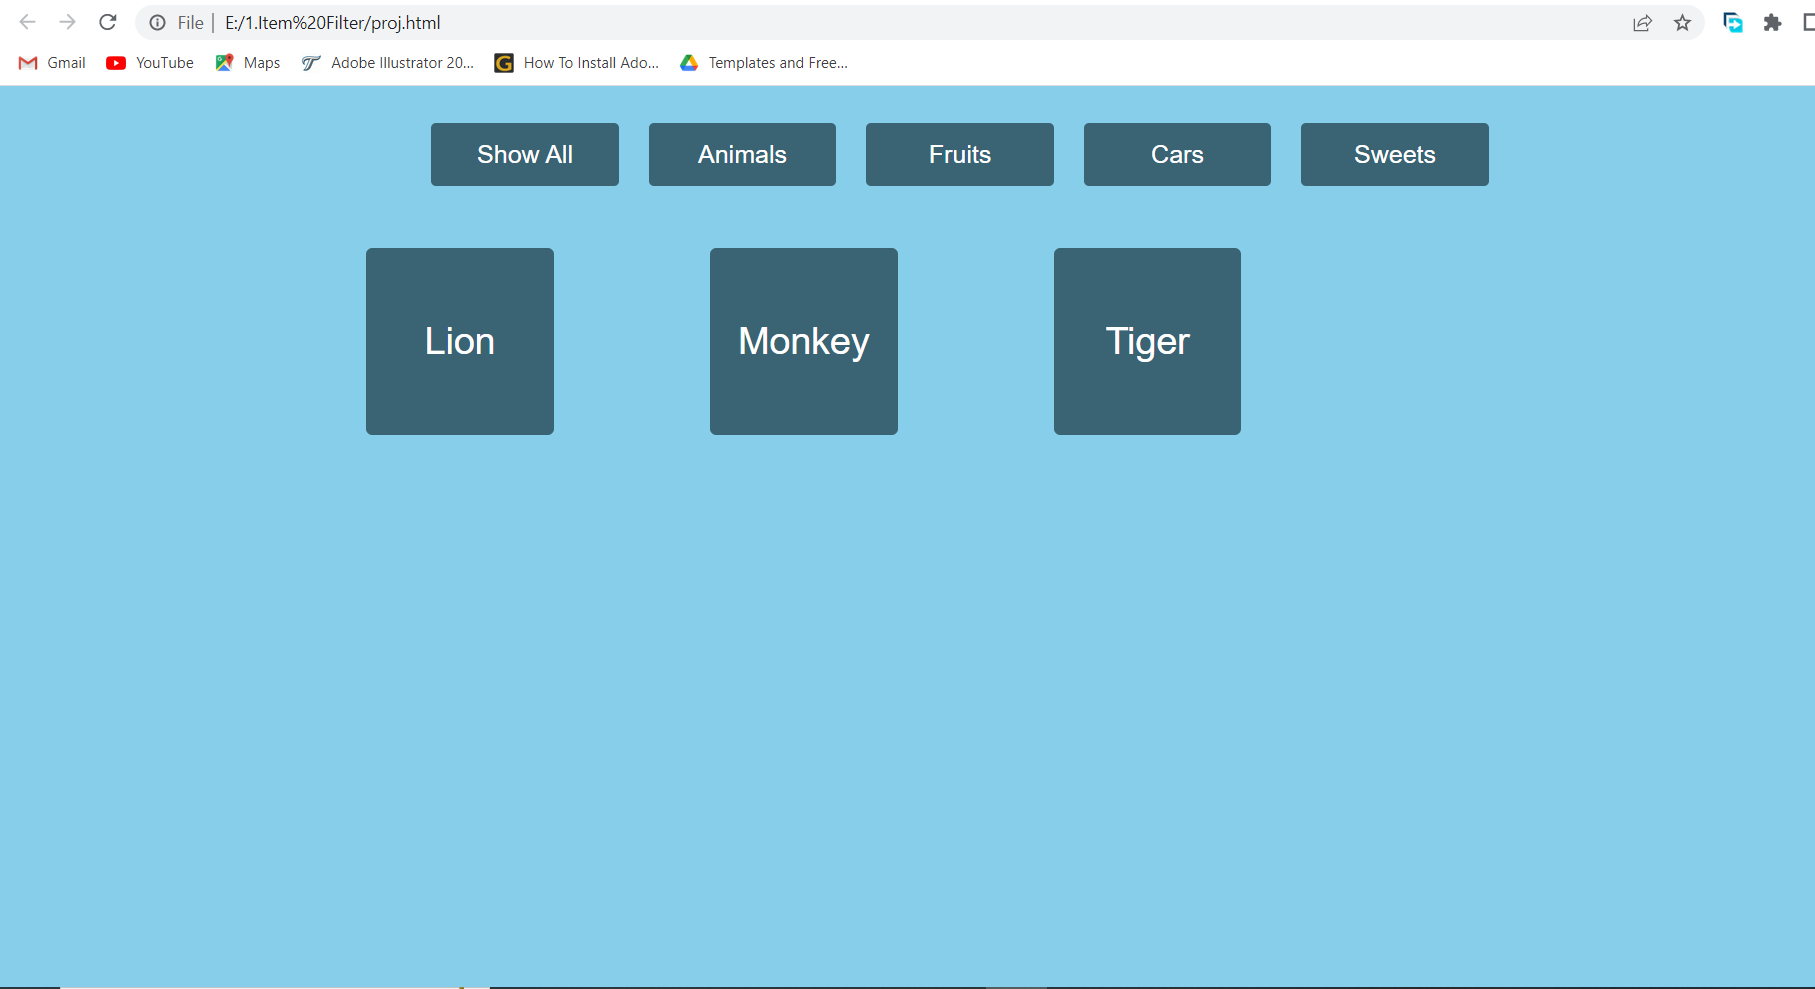 File | E:/1.Item%20Filter/proj.html
Gmail YouTube Maps Adobe Illustrator 20... How To Install Ado... Templates and Free...
Show All Animals Fruits Cars Sweets
Lion Monkey Tiger